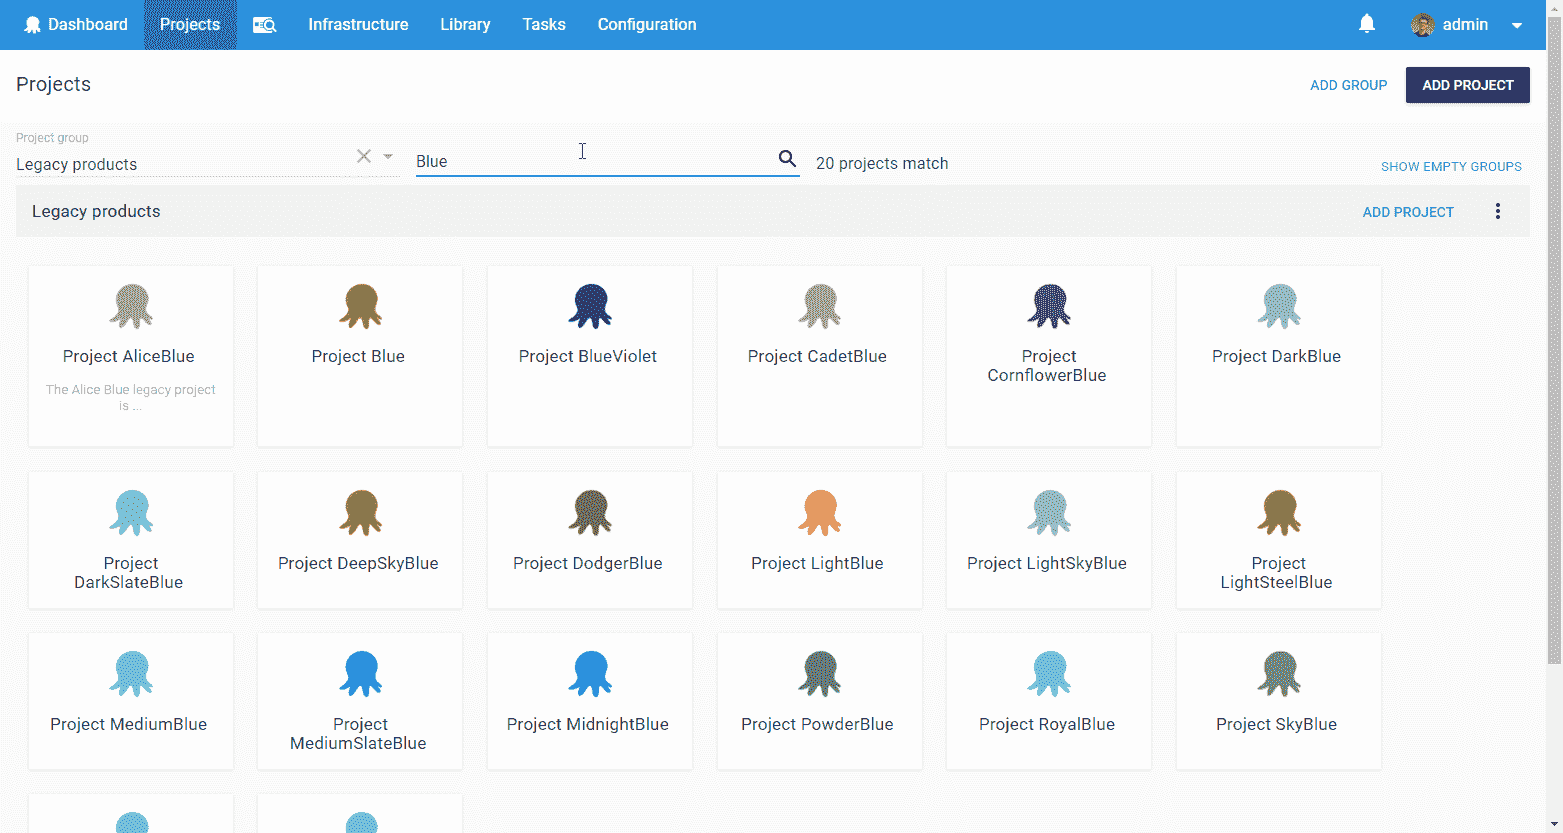 Dashboard Projects Infrastructure Library Tasks Configuration admin
Projects ADD GROUP ADD PROJECT
Project group
Legacy products Blue 20 projects match SHOW EMPTY GROUPS
Legacy products ADD PROJECT
Project AliceBlue
The Alice Blue legacy project
is ...
Project Blue
Project BlueViolet
Project CadetBlue
Project
CornflowerBlue
Project DarkBlue
Project
DarkSlateBlue
Project DeepSkyBlue
Project DodgerBlue
Project LightBlue
Project LightSkyBlue
Project
LightSteelBlue
Project MediumBlue
Project
MediumSlateBlue
Project MidnightBlue
Project PowderBlue
Project RoyalBlue
Project SkyBlue